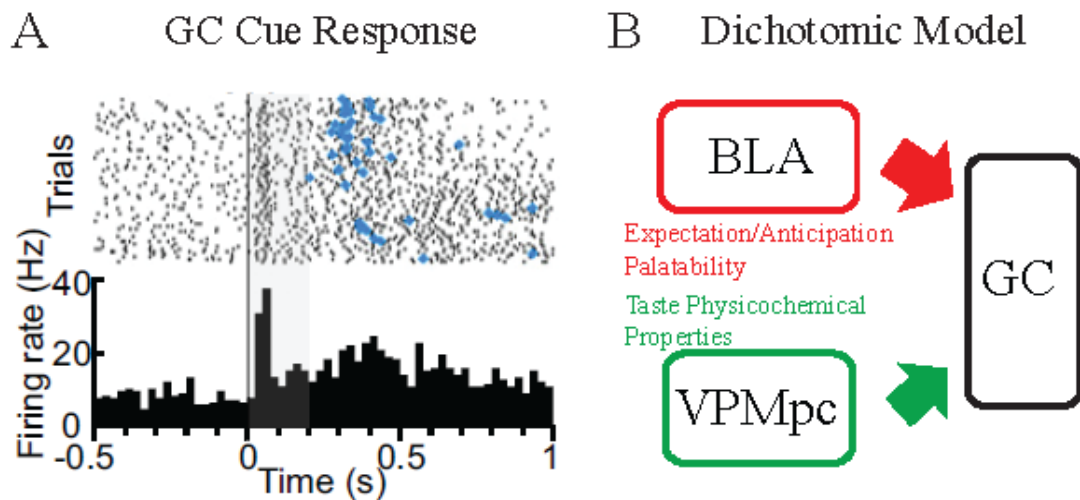 A GC Cue Response
Trials
Firing rate (Hz)
40
20
0
-0.5 0 0.5 1
Time (s)
B Dichotomic Model
BLA
Expectation/Anticipation
Palatability
Taste Physicochemical
Properties
VPMpc
GC